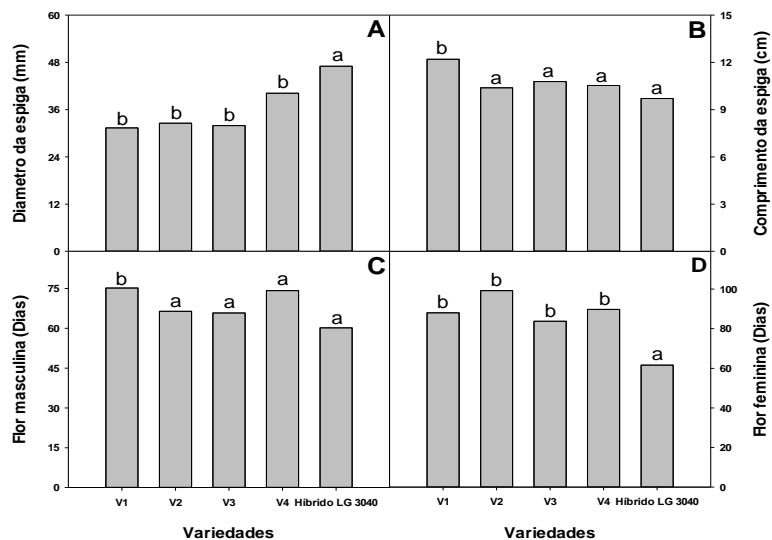 A
Diametro da espiga (mm)
60
48
36
24
12
0
b
b
b
b
a
B
b
a
a
a
a
15
12
9
6
3
0
Comprimento da espiga (cm)
C
Flor masculina (Dias)
75
60
45
30
15
0
b
a
a
a
a
V1
V2
V3
V4
Híbrido LG 3040
Variedades
D
b
b
b
b
a
100
80
60
40
20
0
Flor feminina (Dias)
V1
V2
V3
V4
Híbrido LG 3040
Variedades